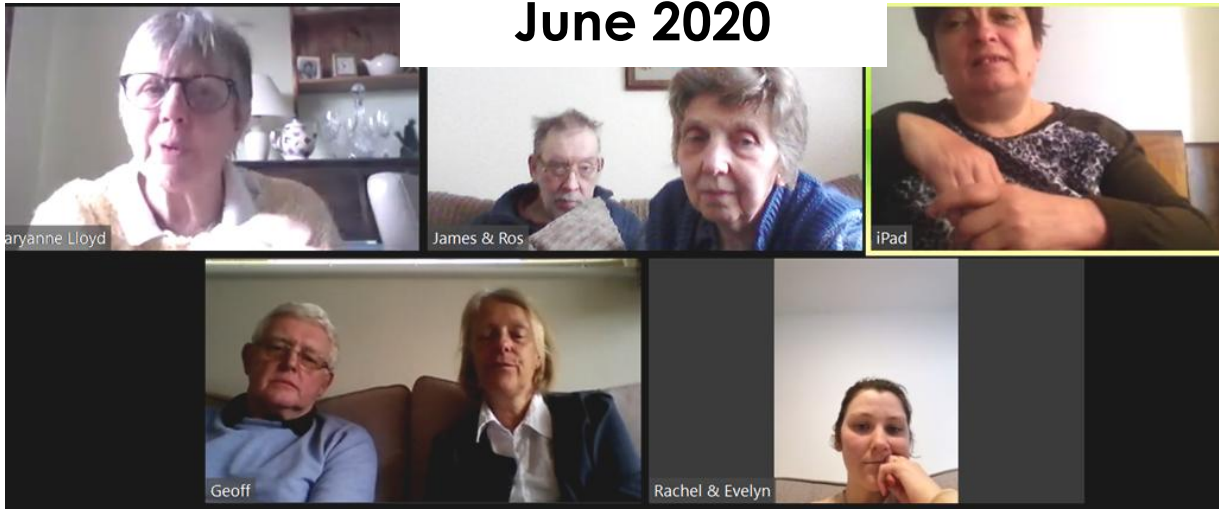 June 2020
aryanne Lloyd
James & Ros
iPad
Geoff
Rachel & Evelyn